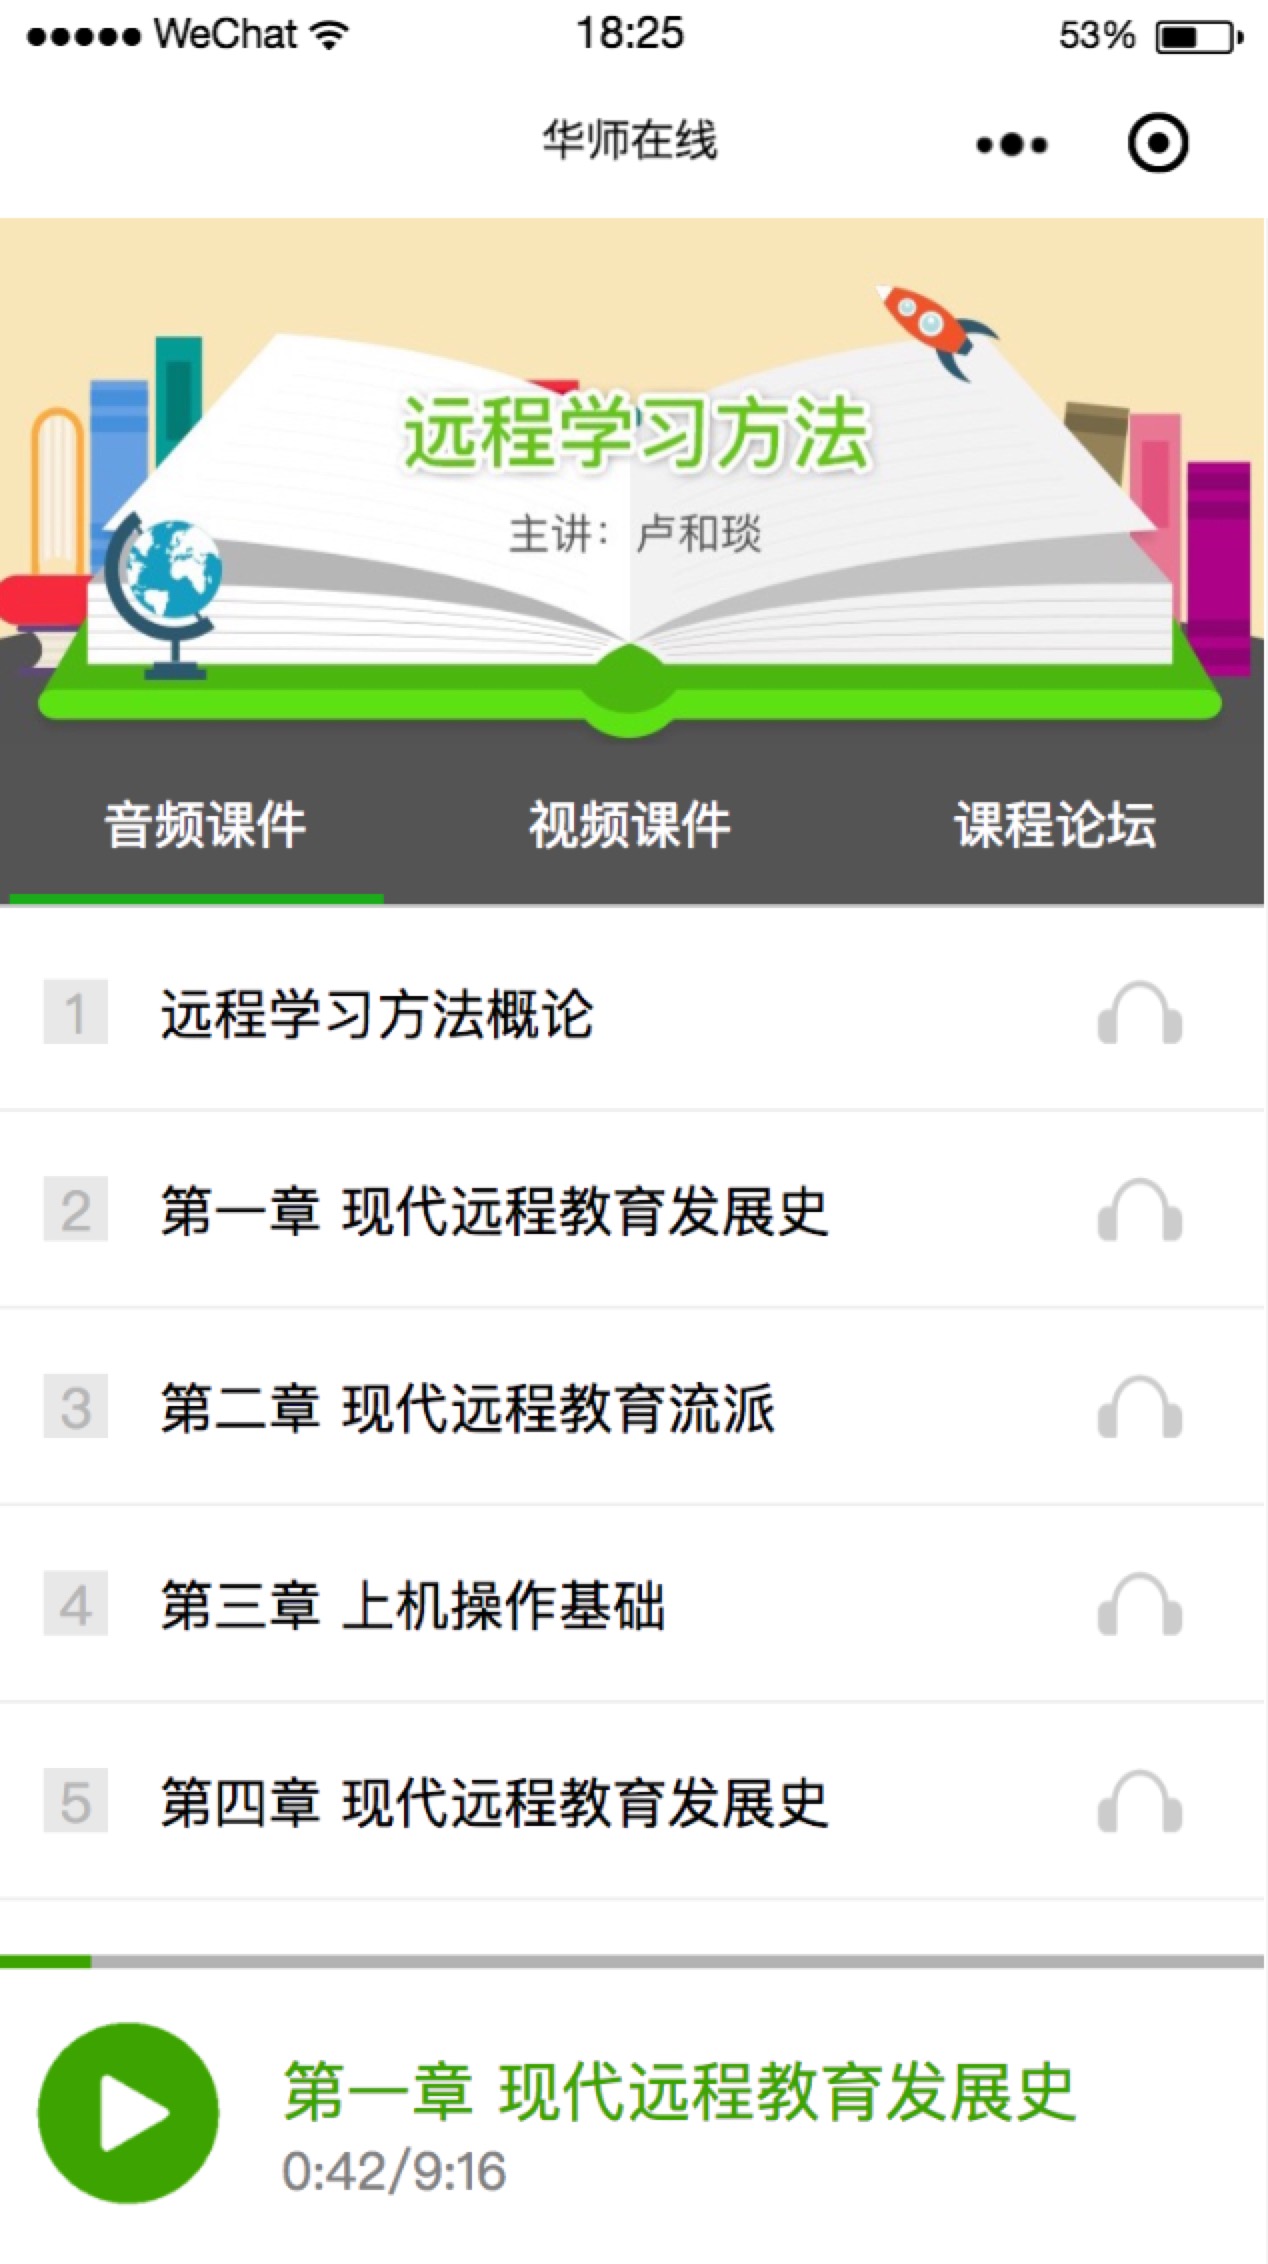 WeChat 18:25 53%
华师在线
远程学习方法
主讲：卢和琰
音频课件 视频课件 课程论坛
1 远程学习方法概论
2 第一章 现代远程教育发展史
3 第二章 现代远程教育流派
4 第三章 上机操作基础
5 第四章 现代远程教育发展史
第一章 现代远程教育发展史
0:42/9:16